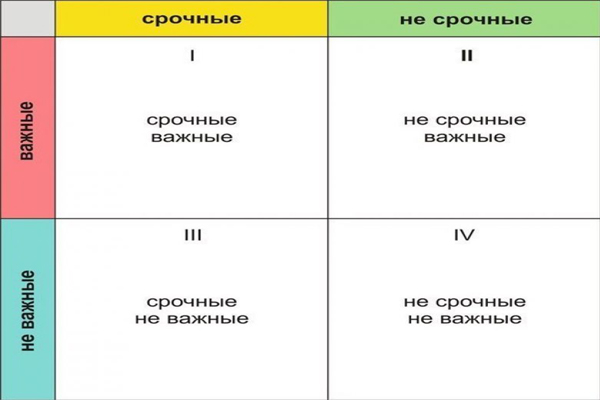 срочные
не срочные
важные
I
срочные
важные
II
не срочные
важные
не важные
III
срочные
не важные
IV
не срочные
не важные